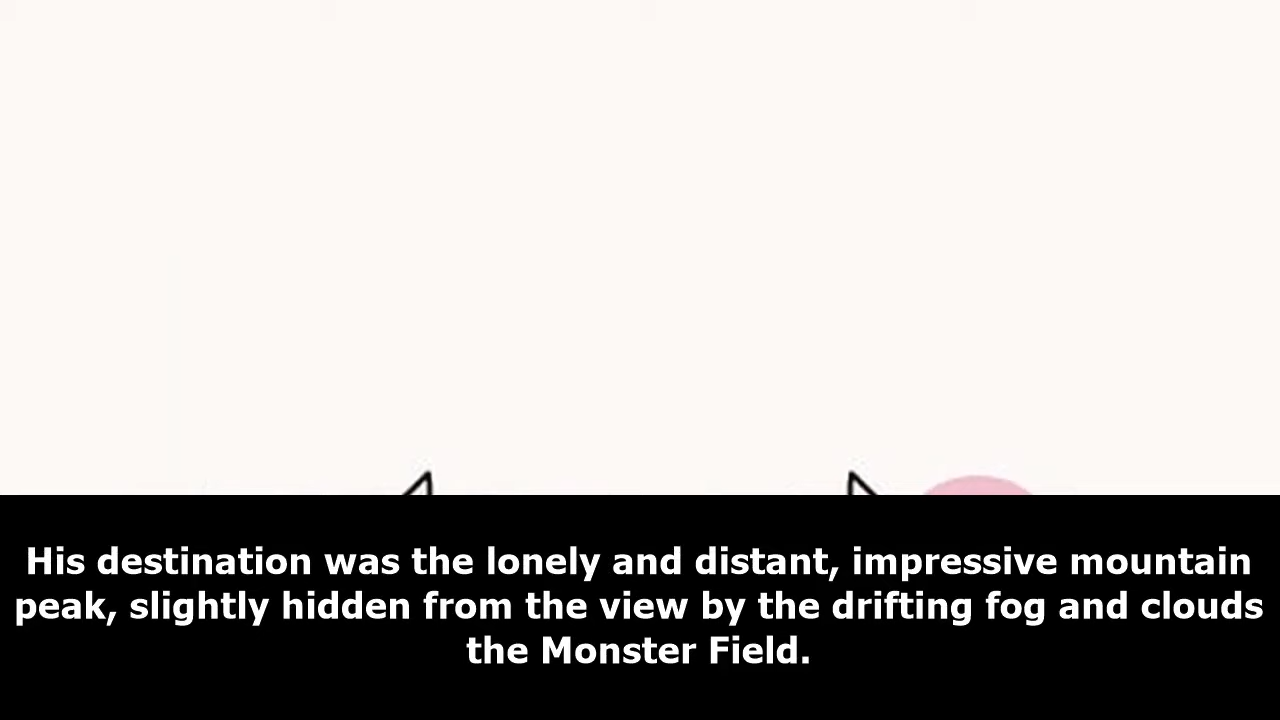 His destination was the lonely and distant, impressive mountain
peak, slightly hidden from the view by the drifting fog and clouds
the Monster Field.